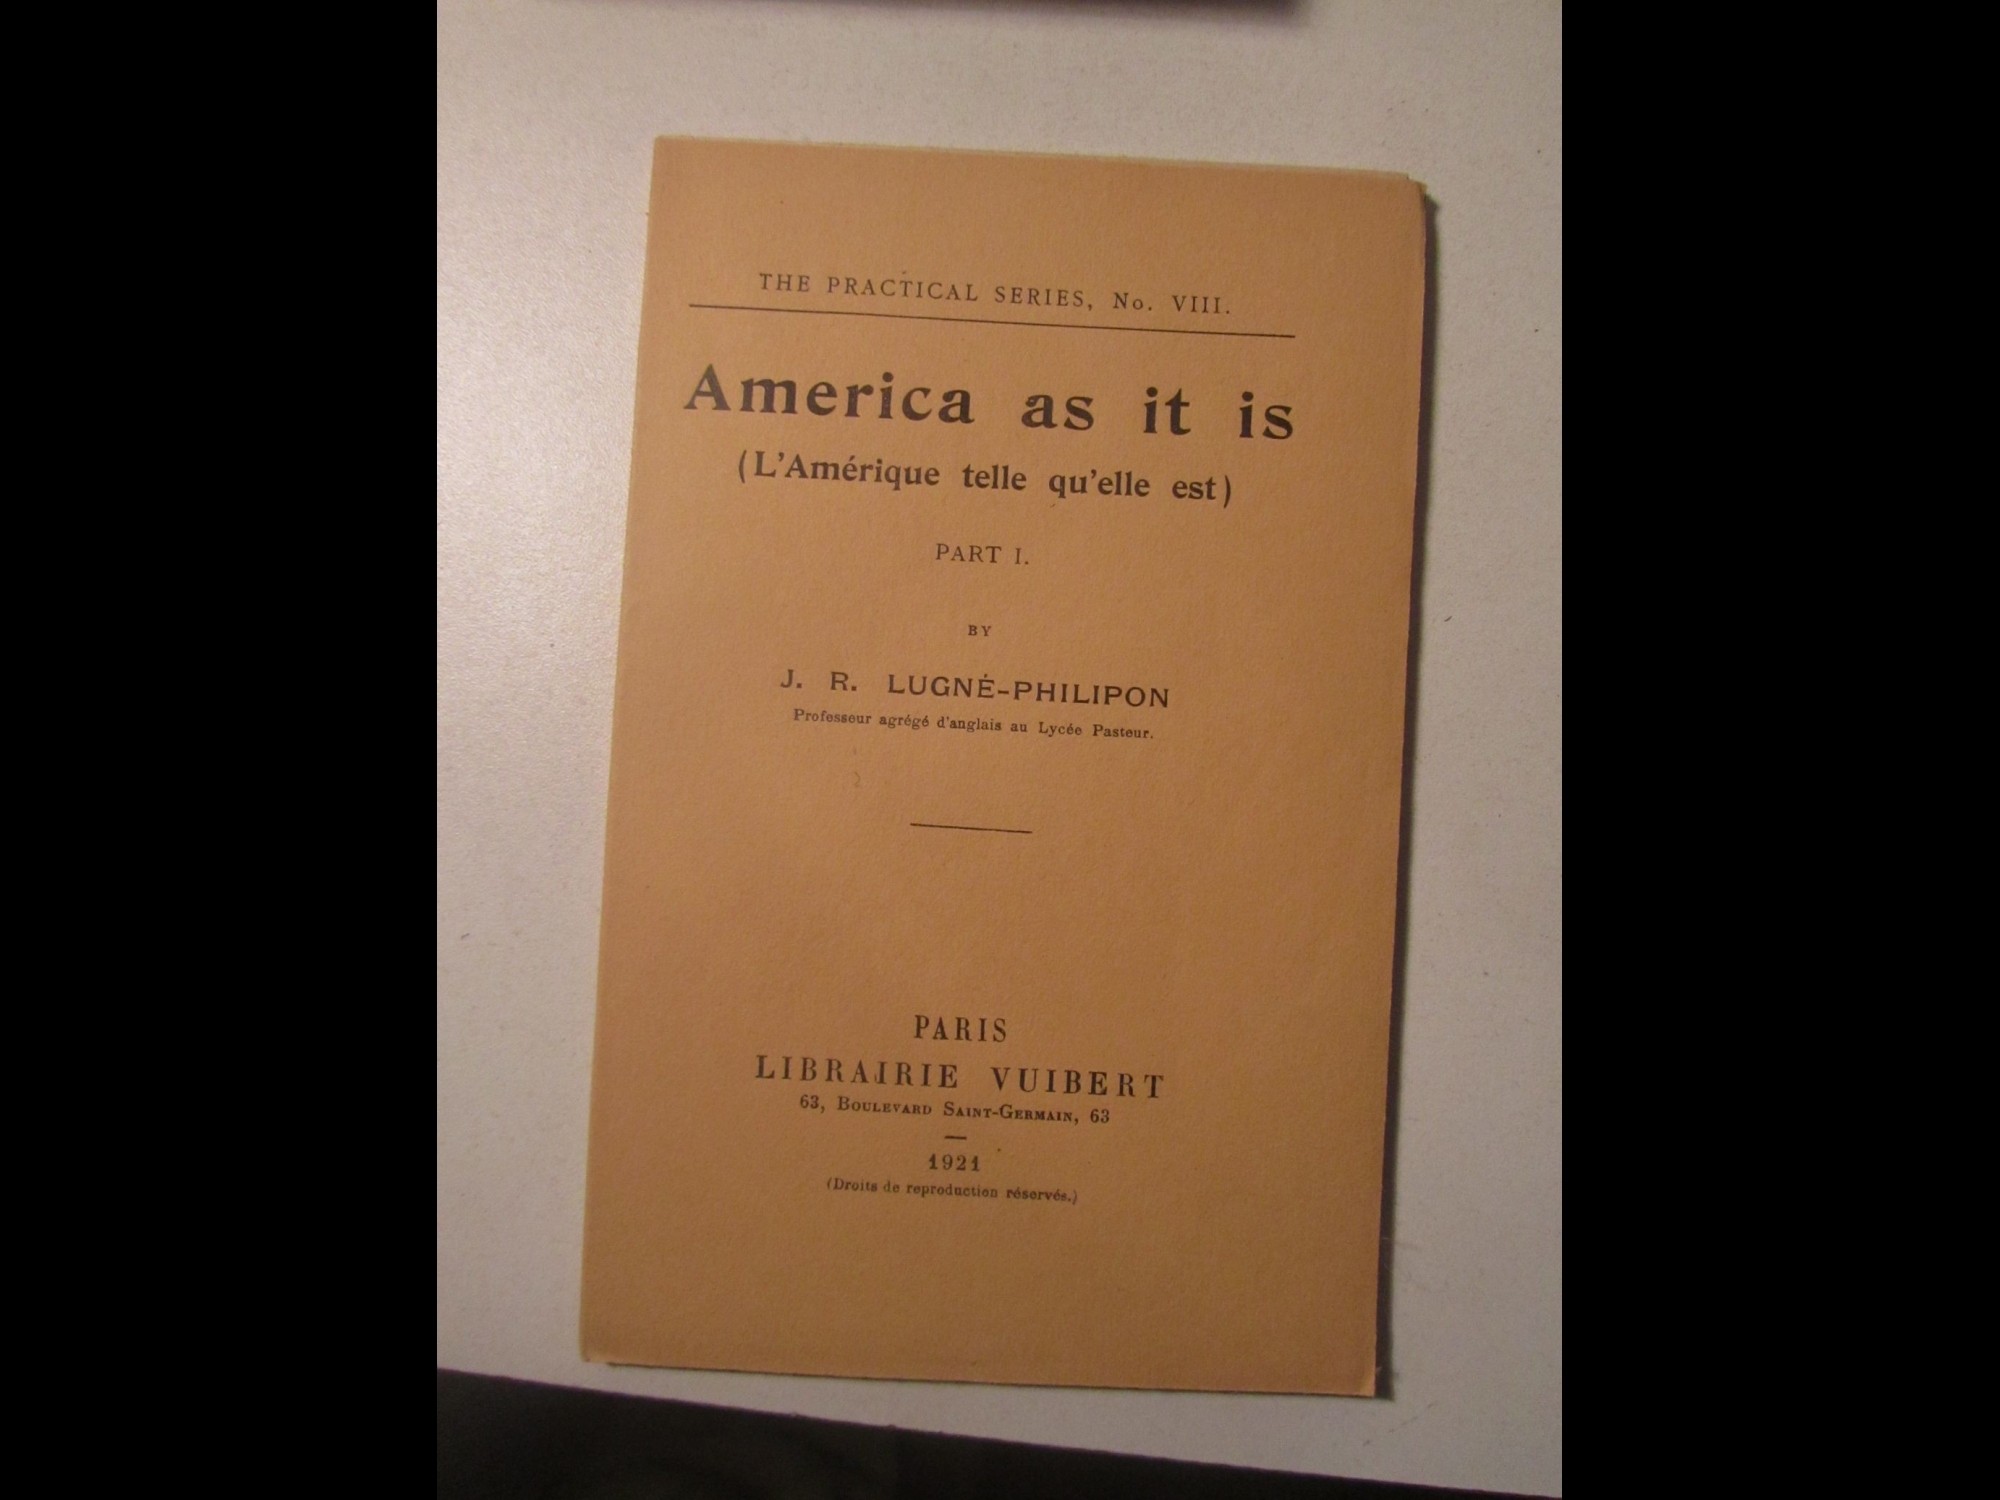 THE PRACTICAL SERIES, No. VIII.
America as it is
(L'Amérique telle qu'elle est)
PART I.
BY
J. R. LUGNÉ-PHILIPON
Professeur agrégé d'anglais au Lycée Pasteur.
PARIS
LIBRAIRIE VUIBERT
63, BOULEVARD SAINT-GERMAIN, 63
1921
(Droits de reproduction réservés.)